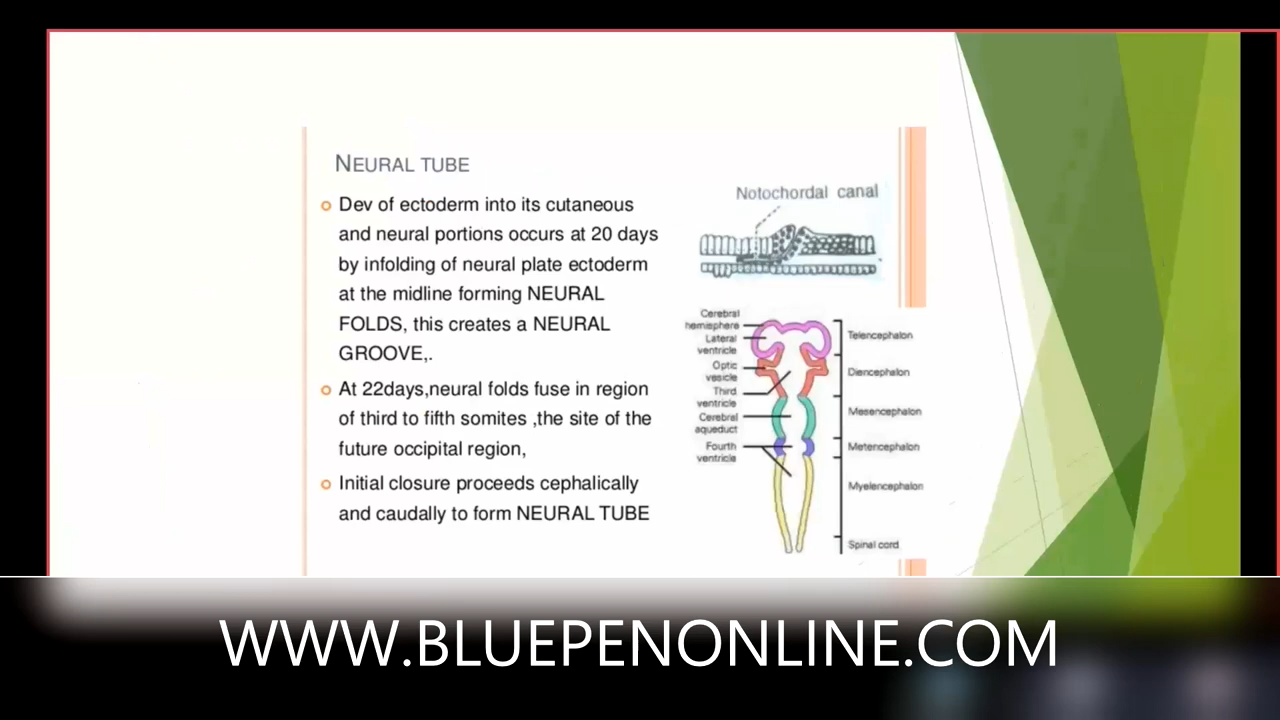 NEURAL TUBE
Dev of ectoderm into its cutaneous
and neural portions occurs at 20 days
by infolding of neural plate ectoderm
at the midline forming NEURAL
FOLDS, this creates a NEURAL
GROOVE,.
At 22days,neural folds fuse in region
of third to fifth somites ,the site of the
future occipital region,
Initial closure proceeds cephalically
and caudally to form NEURAL TUBE
Notochordal canal
Cerebral
hemisphere
Lateral
ventricle
Optic
vesicle
Third
ventricle
Cerebral
aqueduct
Fourth
ventricle
Telencephalon
Diencephalon
Mesencephalon
Metencephalon
Myelencephalon
Spinal cord
WWW.BLUEPENONLINE.COM